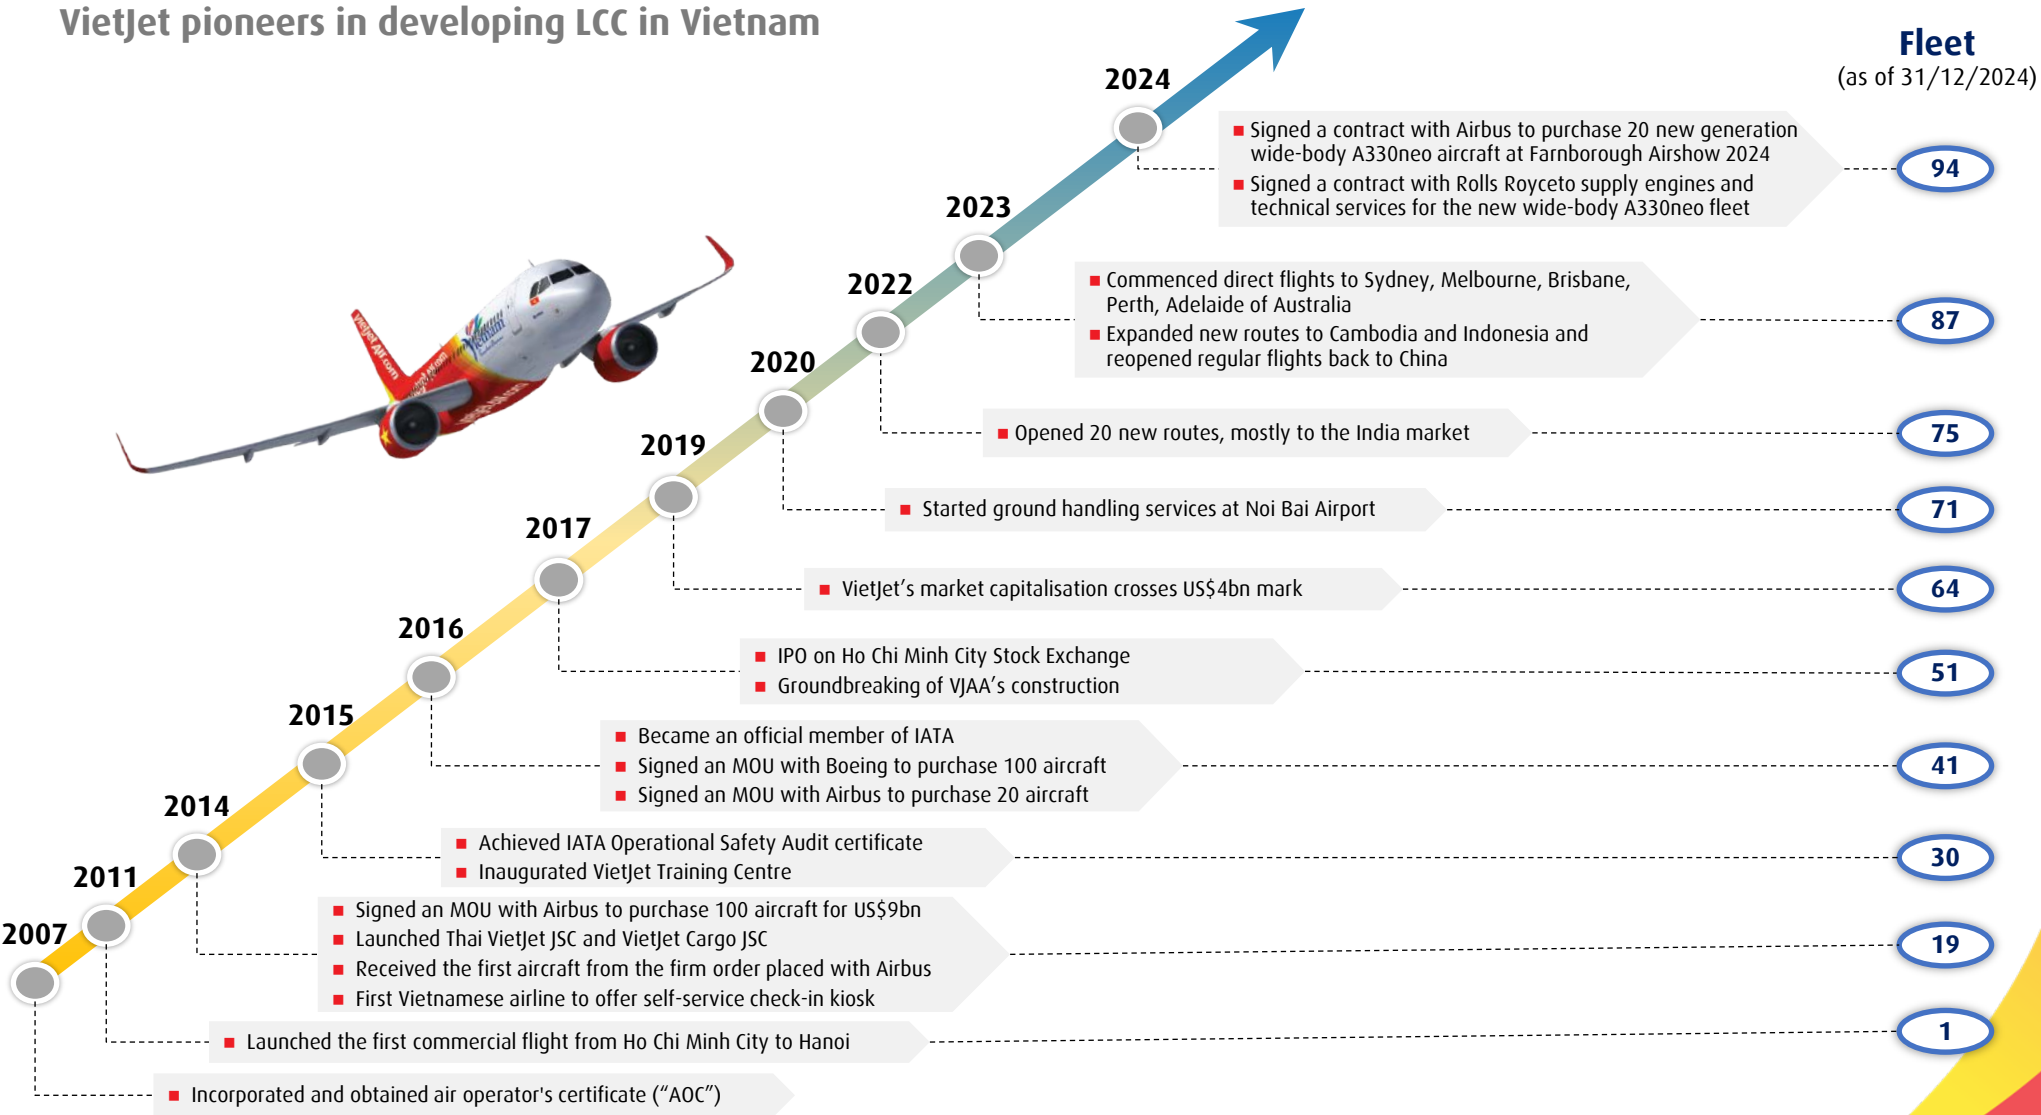 VietJet pioneers in developing LCC in Vietnam
Fleet
(as of 31/12/2024)
2024
■ Signed a contract with Airbus to purchase 20 new generation
wide-body A330neo aircraft at Farnborough Airshow 2024
■ Signed a contract with Rolls Royceto supply engines and
technical services for the new wide-body A330neo fleet
94
2023
■ Commenced direct flights to Sydney, Melbourne, Brisbane,
Perth, Adelaide of Australia
■ Expanded new routes to Cambodia and Indonesia and
reopened regular flights back to China
87
2022
■ Opened 20 new routes, mostly to the India market
75
2020
■ Started ground handling services at Noi Bai Airport
71
2019
■ VietJet’s market capitalisation crosses US$4bn mark
64
2017
■ IPO on Ho Chi Minh City Stock Exchange
■ Groundbreaking of VJAA’s construction
51
2016
■ Became an official member of IATA
■ Signed an MOU with Boeing to purchase 100 aircraft
■ Signed an MOU with Airbus to purchase 20 aircraft
41
2015
■ Achieved IATA Operational Safety Audit certificate
■ Inaugurated VietJet Training Centre
30
2014
■ Signed an MOU with Airbus to purchase 100 aircraft for US$9bn
■ Launched Thai VietJet JSC and VietJet Cargo JSC
■ Received the first aircraft from the firm order placed with Airbus
■ First Vietnamese airline to offer self-service check-in kiosk
19
2011
■ Launched the first commercial flight from Ho Chi Minh City to Hanoi
1
2007
■ Incorporated and obtained air operator's certificate (“AOC”)
VietJet Air.com
Vietnam